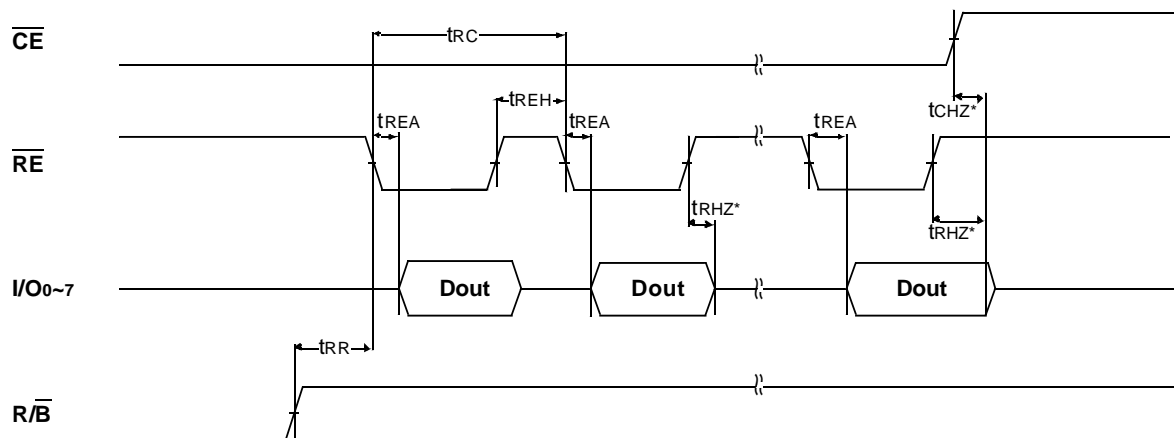 CE
tRC
tREH
tCHZ*
tREA
tREA
tREA
RE
tRHZ*
tRHZ*
I/O0~7
Dout
Dout
Dout
tRR
R/B